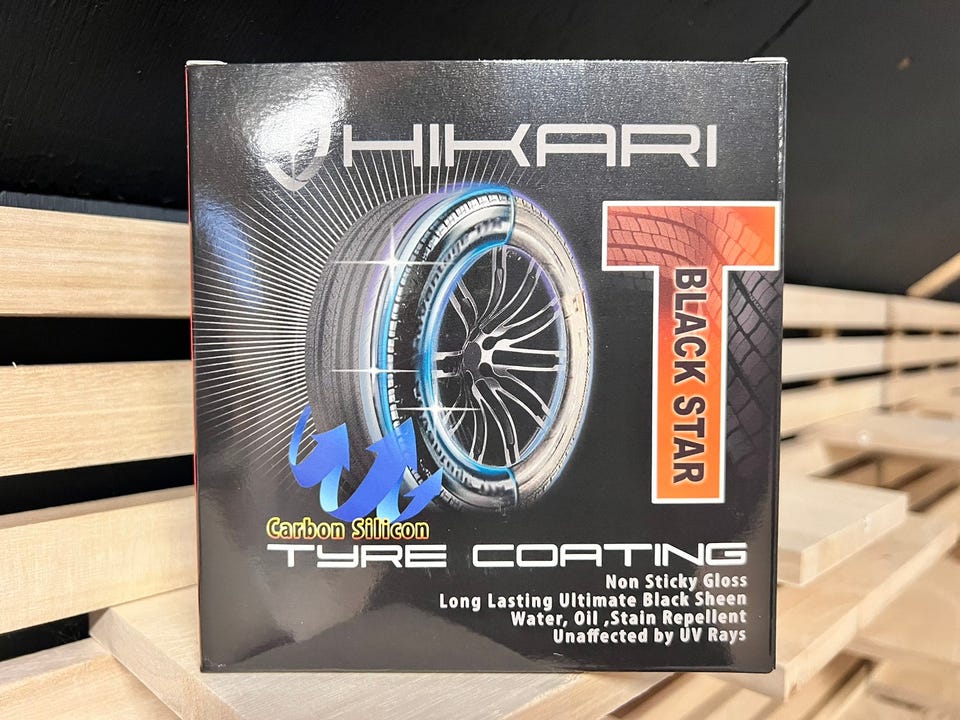 HIKARI
T
BLACK STAR
Carbon Silicon
TYRE COATING
Non Sticky Gloss
Long Lasting Ultimate Black Sheen
Water, Oil ,Stain Repellent
Unaffected by UV Rays